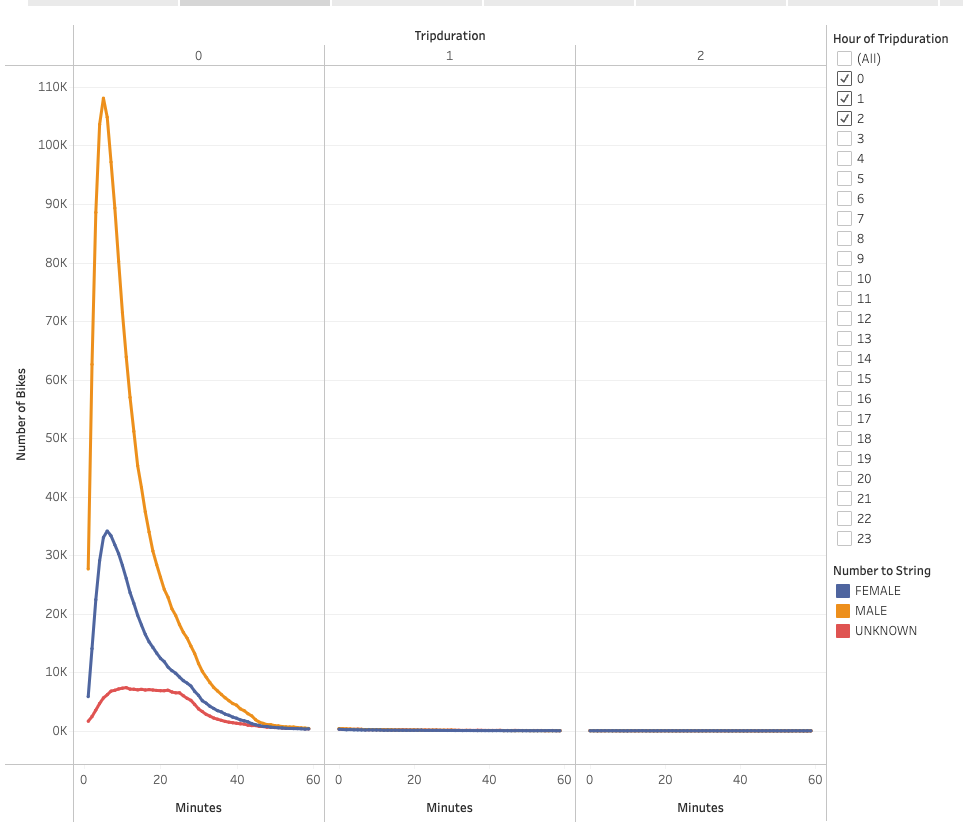 Tripduration
0 1 2
110K
100K
90K
80K
70K
60K
50K
40K
30K
20K
10K
0K
Number of Bikes
0 20 40 60 0 20 40 60 0 20 40 60
Minutes Minutes Minutes
Hour of Tripduration
(All)
0
1
2
3
4
5
6
7
8
9
10
11
12
13
14
15
16
17
18
19
20
21
22
23
Number to String
FEMALE
MALE
UNKNOWN